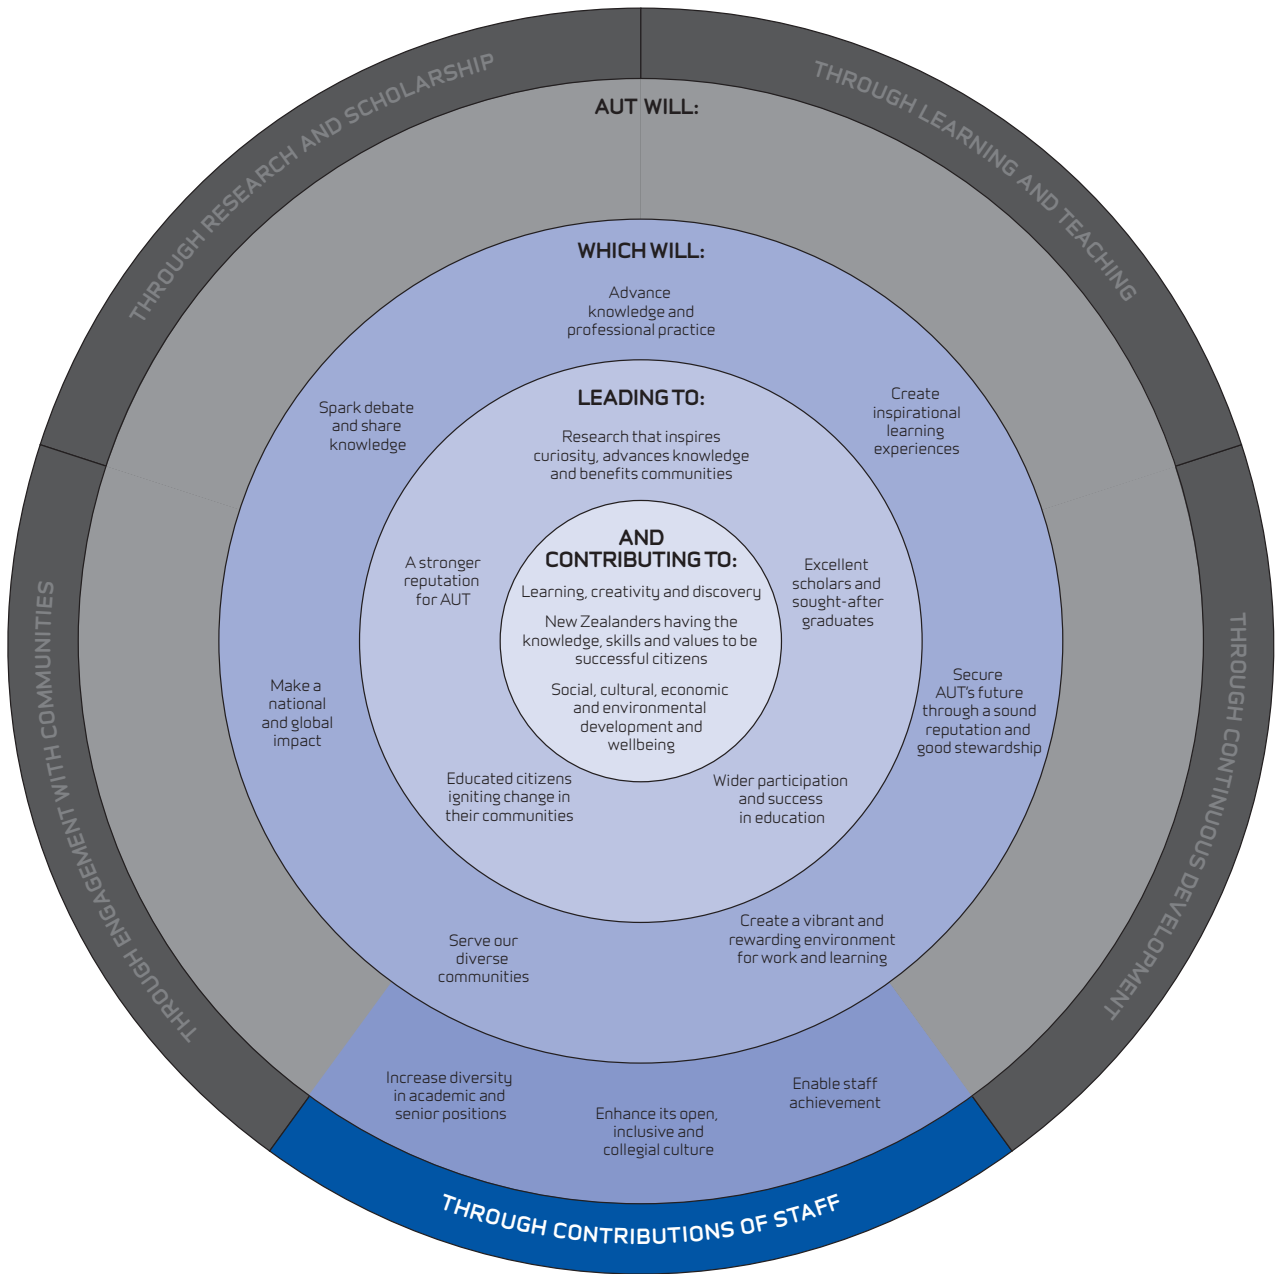 THROUGH RESEARCH AND SCHOLARSHIP
THROUGH LEARNING AND TEACHING
AUT WILL:
WHICH WILL:
Advance
knowledge and
professional practice
Spark debate
and share
knowledge
Create
inspirational
learning
experiences
LEADING TO:
Research that inspires
curiosity, advances knowledge
and benefits communities
AND
CONTRIBUTING TO:
Learning, creativity and discovery
New Zealanders having the
knowledge, skills and values to be
successful citizens
Social, cultural, economic
and environmental
development and
wellbeing
A stronger
reputation
for AUT
Excellent
scholars and
sought-after
graduates
Make a
national
and global
impact
Secure
AUT's future
through a sound
reputation and
good stewardship
Educated citizens
igniting change in
their communities
Wider participation
and success
in education
THROUGH ENGAGEMENT WITH COMMUNITIES
THROUGH CONTINUOUS DEVELOPMENT
Serve our
diverse
communities
Create a vibrant and
rewarding environment
for work and learning
Increase diversity
in academic and
senior positions
Enhance its open,
inclusive and
collegial culture
Enable staff
achievement
THROUGH CONTRIBUTIONS OF STAFF